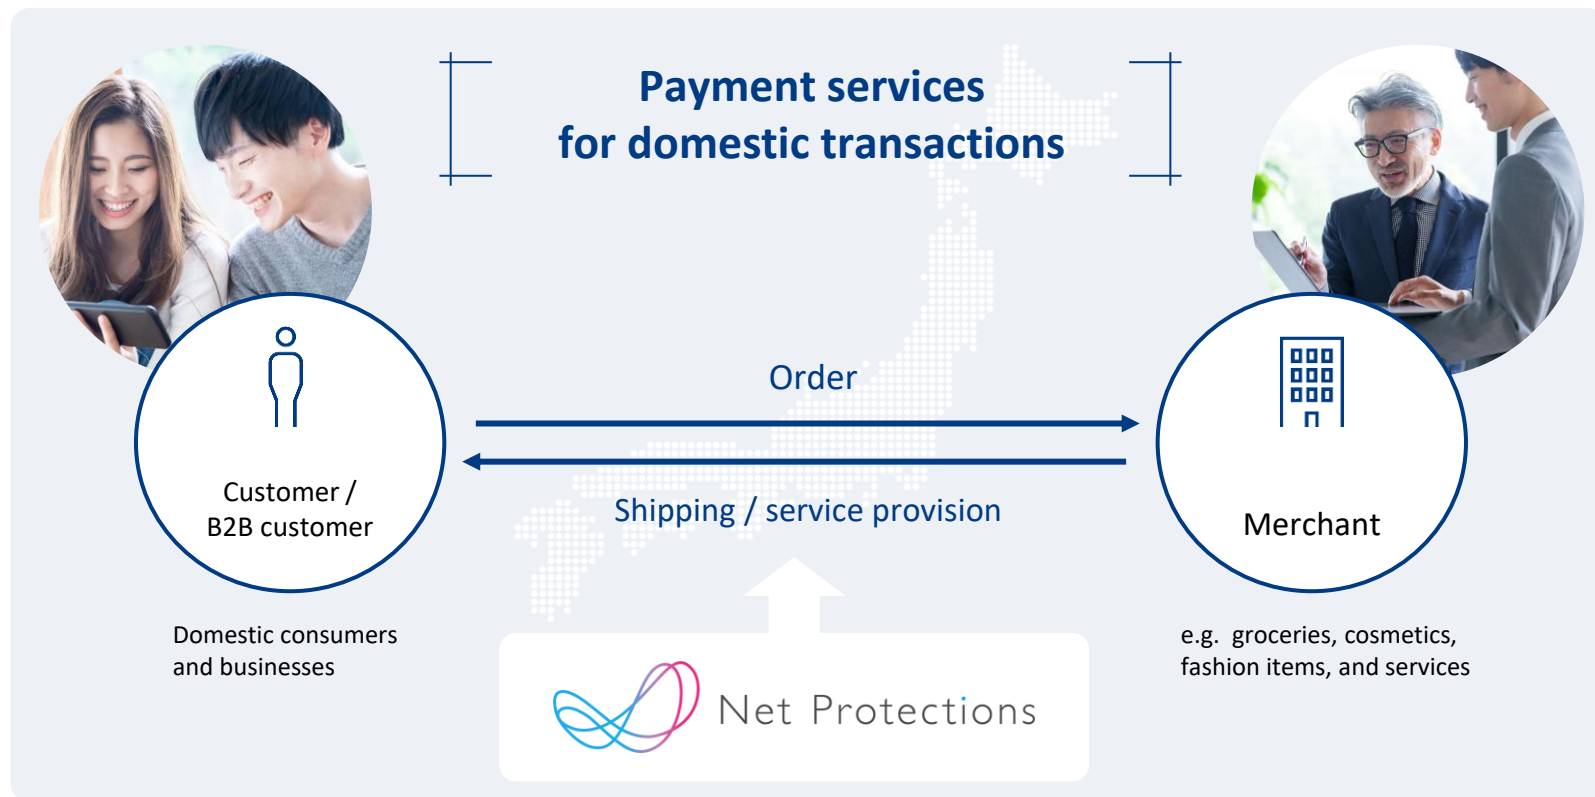 Payment services
for domestic transactions
Order
Shipping / service provision
Customer /
B2B customer
Merchant
Domestic consumers
and businesses
e.g. groceries, cosmetics,
fashion items, and services
Net Protections